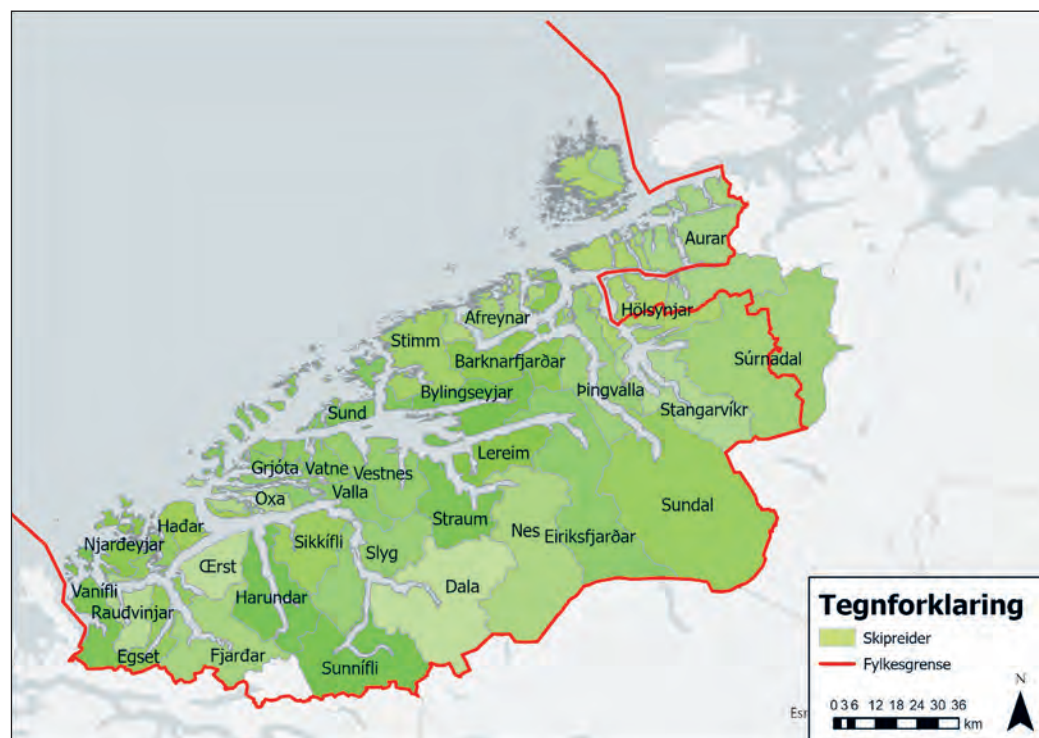 Aurar
Hölsynjar
Afreynar
Stimm
Barknarfjarðar
Súrnadal
Þingvalla
Bylingseyjar
Stangarvíkr
Sund
Lereim
Grjóta
Vatne
Vestnes
Valla
Oxa
Straum
Sundal
Haðar
Nes
Eiriksfjarðar
Njarðeyjar
Sikkífli
Slyg
Œrst
Dala
Vanífli
Harundar
Rauðvinjar
Egset
Fjarðar
Sunnífli
Tegnforklaring
Skipreider
Fylkesgrense
N
0 3 6 12 18 24 30 36
km